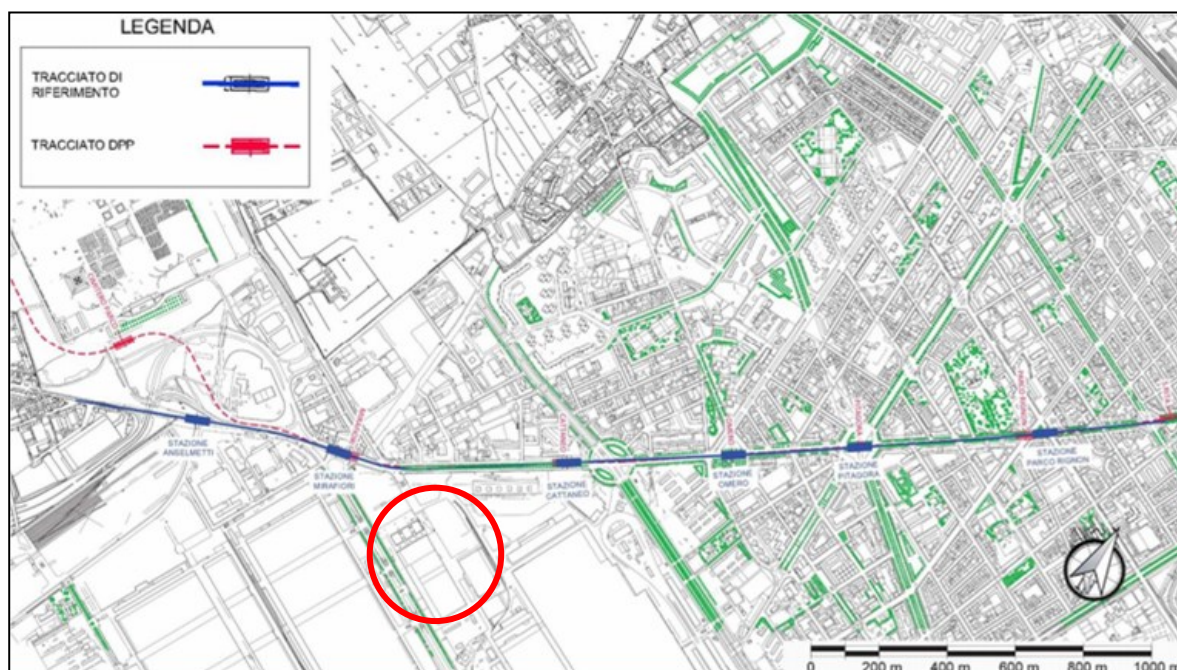 LEGENDA
TRACCIATO DI
RIFERIMENTO
TRACCIATO DPP
STAZIONE
ANSELMETTI
STAZIONE
MIRAFIORI
STAZIONE
CATTANEO
STAZIONE
OMERO
STAZIONE
PITAGORA
STAZIONE
PARCO RIGNON
0 200 m 400 m 600 m 800 m 1000 m